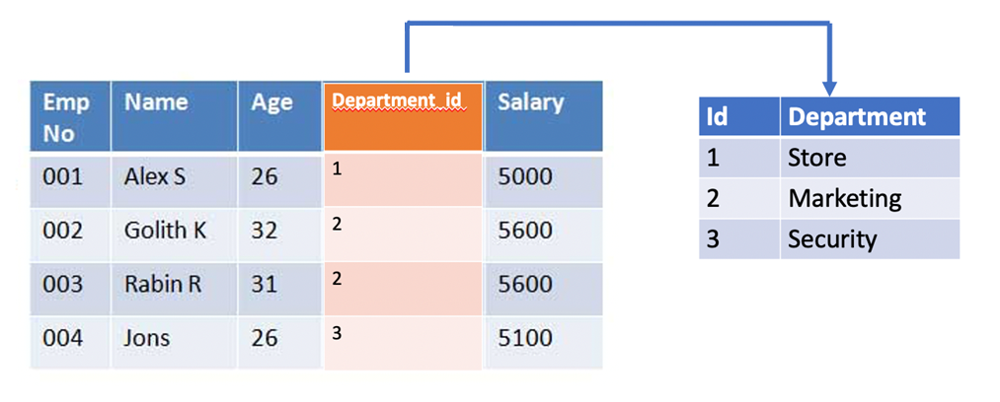 Emp No Name Age Department_id Salary
001 Alex S 26 1 5000
002 Golith K 32 2 5600
003 Rabin R 31 2 5600
004 Jons 26 3 5100
Id Department
1 Store
2 Marketing
3 Security